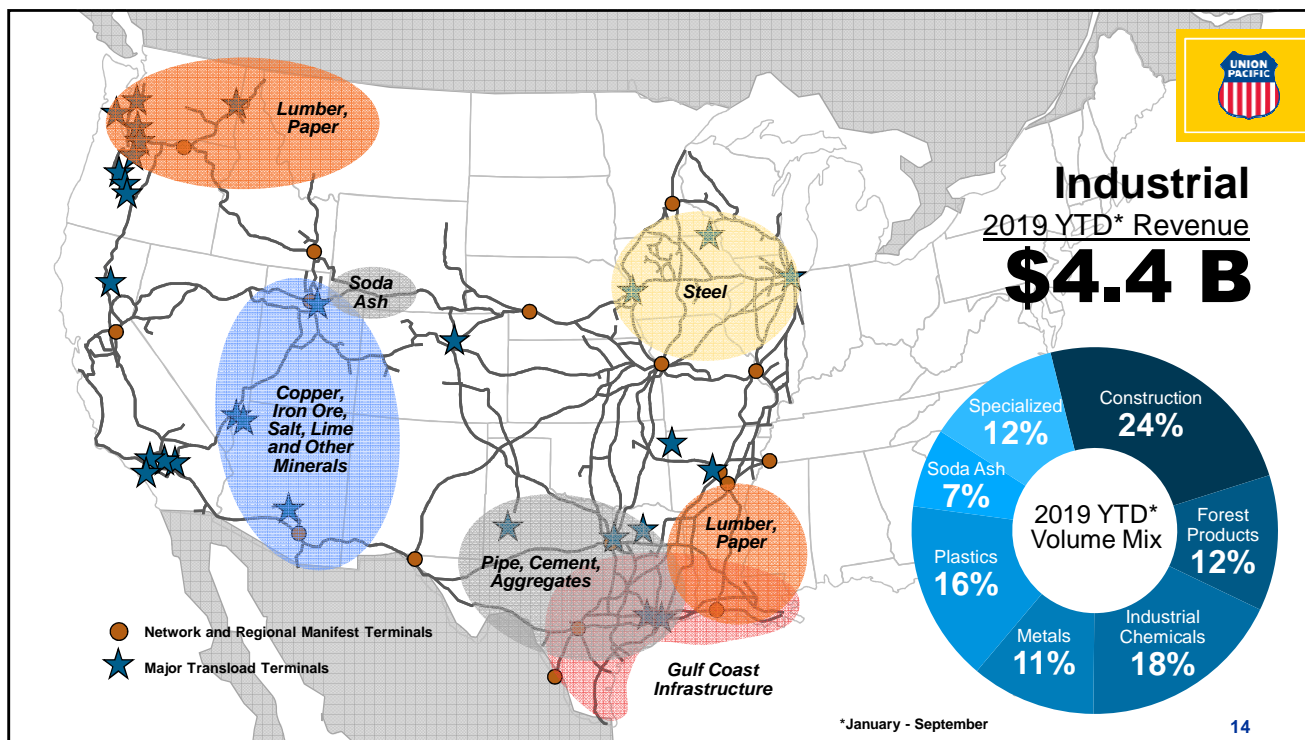 UNION
PACIFIC
Industrial
2019 YTD* Revenue
$4.4 B
Lumber,
Paper
Soda
Ash
Steel
Copper,
Iron Ore,
Salt, Lime
and Other
Minerals
Pipe, Cement,
Aggregates
Lumber,
Paper
Gulf Coast
Infrastructure
Network and Regional Manifest Terminals
Major Transload Terminals
2019 YTD*
Volume Mix
Construction
24%
Forest
Products
12%
Industrial
Chemicals
18%
Metals
11%
Plastics
16%
Soda Ash
7%
Specialized
12%
*January - September
14